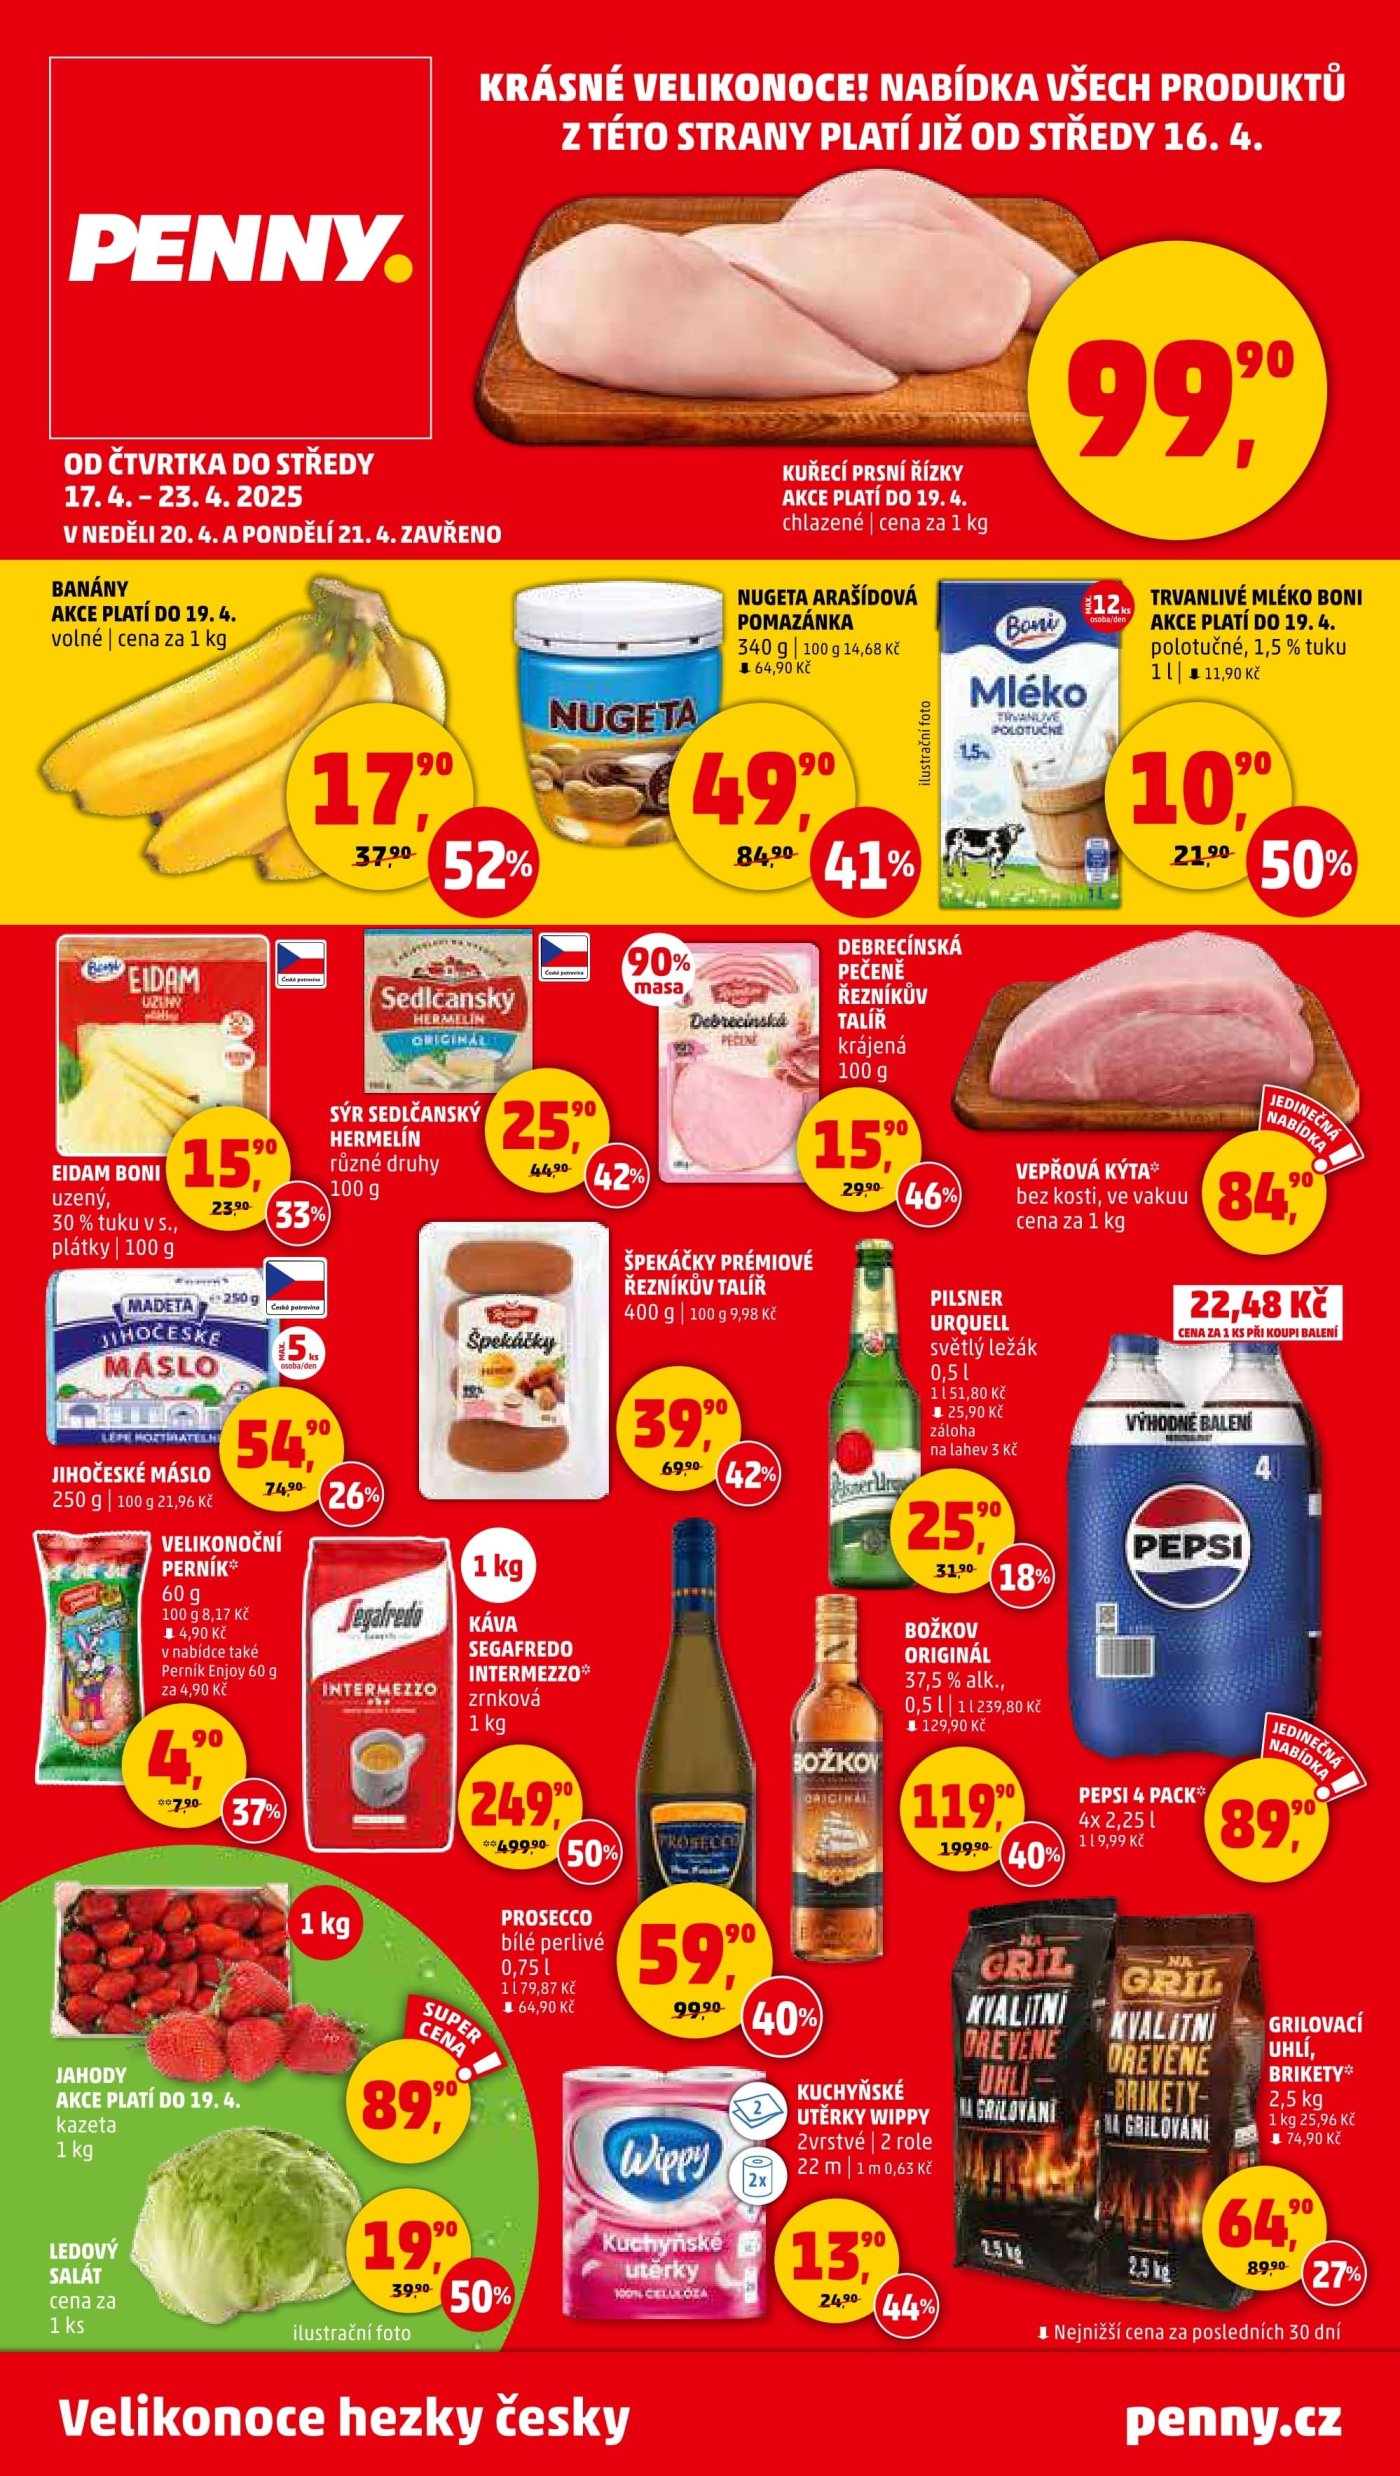 KRÁSNÉ VELIKONOCE! NABÍDKA VŠECH PRODUKTŮ
Z TÉTO STRANY PLATÍ JIŽ OD STŘEDY 16. 4.
PENNY.
OD ČTVRTKA DO STŘEDY
17. 4. – 23. 4. 2025
V NEDĚLI 20. 4. A PONDĚLÍ 21. 4. ZAVŘENO
99,90
KUŘECÍ PRSNÍ ŘÍZKY
AKCE PLATÍ DO 19. 4.
chlazené | cena za 1 kg
BANÁNY
AKCE PLATÍ DO 19. 4.
volné | cena za 1 kg
17,90
37,90
52%
NUGETA
NUGETA ARAŠÍDOVÁ
POMAZÁNKA
340 g | 100 g 14,68 Kč
64,90 Kč
49,90
84,90
41%
ilustrační foto
Boni
Mléko
TRVANLIVÉ
POLOTUČNÉ
1,5%
1 L
MAX. 12 ks
osoba/den
TRVANLIVÉ MLÉKO BONI
AKCE PLATÍ DO 19. 4.
polotučné, 1,5 % tuku
1 l | 11,90 Kč
10,90
21,90
50%
Boni
EIDAM
UZENÝ
plátky
Česká potravina
EIDAM BONI
uzený,
30 % tuku v s.,
plátky | 100 g
15,90
23,90
33%
Sedlčanský
HERMELÍN
ORIGINÁL
Česká potravina
SÝR SEDLČANSKÝ
HERMELÍN
různé druhy
100 g
25,90
44,90
42%
90%
masa
Debrecínská
PEČENĚ
DEBRECÍNSKÁ
PEČENĚ
ŘEZNÍKŮV
TALÍŘ
krájená
100 g
15,90
29,90
46%
VEPŘOVÁ KÝTA*
bez kosti, ve vakuu
cena za 1 kg
JEDINEČNÁ
NABÍDKA!
84,90
MADETA
250 g
JIHOČESKÉ
MÁSLO
LÉPE ROZTÍRATELNÉ
Česká potravina
MAX. 5 ks
osoba/den
JIHOČESKÉ MÁSLO
250 g | 100 g 21,96 Kč
54,90
74,90
26%
Špekáčky
ŠPEKÁČKY PRÉMIOVÉ
ŘEZNÍKŮV TALÍŘ
400 g | 100 g 9,98 Kč
39,90
69,90
42%
Pilsner Urquell
PILSNER
URQUELL
světlý ležák
0,5 l
1 l 51,80 Kč
25,90 Kč
záloha
na lahev 3 Kč
25,90
31,90
18%
22,48 KČ
CENA ZA 1 KS PŘI KOUPI BALENÍ
VÝHODNÉ BALENÍ
4
PEPSI
PEPSI 4 PACK*
4x 2,25 l
1 l 9,99 Kč
JEDINEČNÁ
NABÍDKA!
89,90
VELIKONOČNÍ
PERNÍK*
60 g
100 g 8,17 Kč
4,90 Kč
v nabídce také
Perník Enjoy 60 g
za 4,90 Kč
4,90
**7,90
37%
Segafredo
INTERMEZZO
1 kg
KÁVA
SEGAFREDO
INTERMEZZO*
zrnková
1 kg
249,90
**499,90
50%
PROSECCO
PROSECCO
bílé perlivé
0,75 l
1 l 79,87 Kč
64,90 Kč
59,90
99,90
40%
BOŽKOV
ORIGINÁL
BOŽKOV
ORIGINÁL
37,5 % alk.,
0,5 l | 1 l 239,80 Kč
129,90 Kč
119,90
199,90
40%
1 kg
JAHODY
AKCE PLATÍ DO 19. 4.
kazeta
1 kg
SUPER
CENA!
89,90
LEDOVÝ
SALÁT
cena za
1 ks
19,90
39,90
50%
ilustrační foto
Wippy
Kuchyňské
utěrky
100% CELULÓZA
2
2x
KUCHYŇSKÉ
UTĚRKY WIPPY
2vrstvé | 2 role
22 m | 1 m 0,63 Kč
13,90
24,90
44%
NA
GRIL
KVALITNÍ
DŘEVĚNÉ
UHLÍ
NA GRILOVÁNÍ
2,5 kg
NA
GRIL
KVALITNÍ
DŘEVĚNÉ
BRIKETY
NA GRILOVÁNÍ
2,5 kg
GRILOVACÍ
UHLÍ,
BRIKETY*
2,5 kg
1 kg 25,96 Kč
74,90 Kč
64,90
89,90
27%
Nejnižší cena za posledních 30 dní
Velikonoce hezky česky
penny.cz